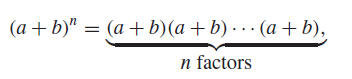 (a + b)ⁿ = (a + b)(a + b) · · · (a + b),
n factors